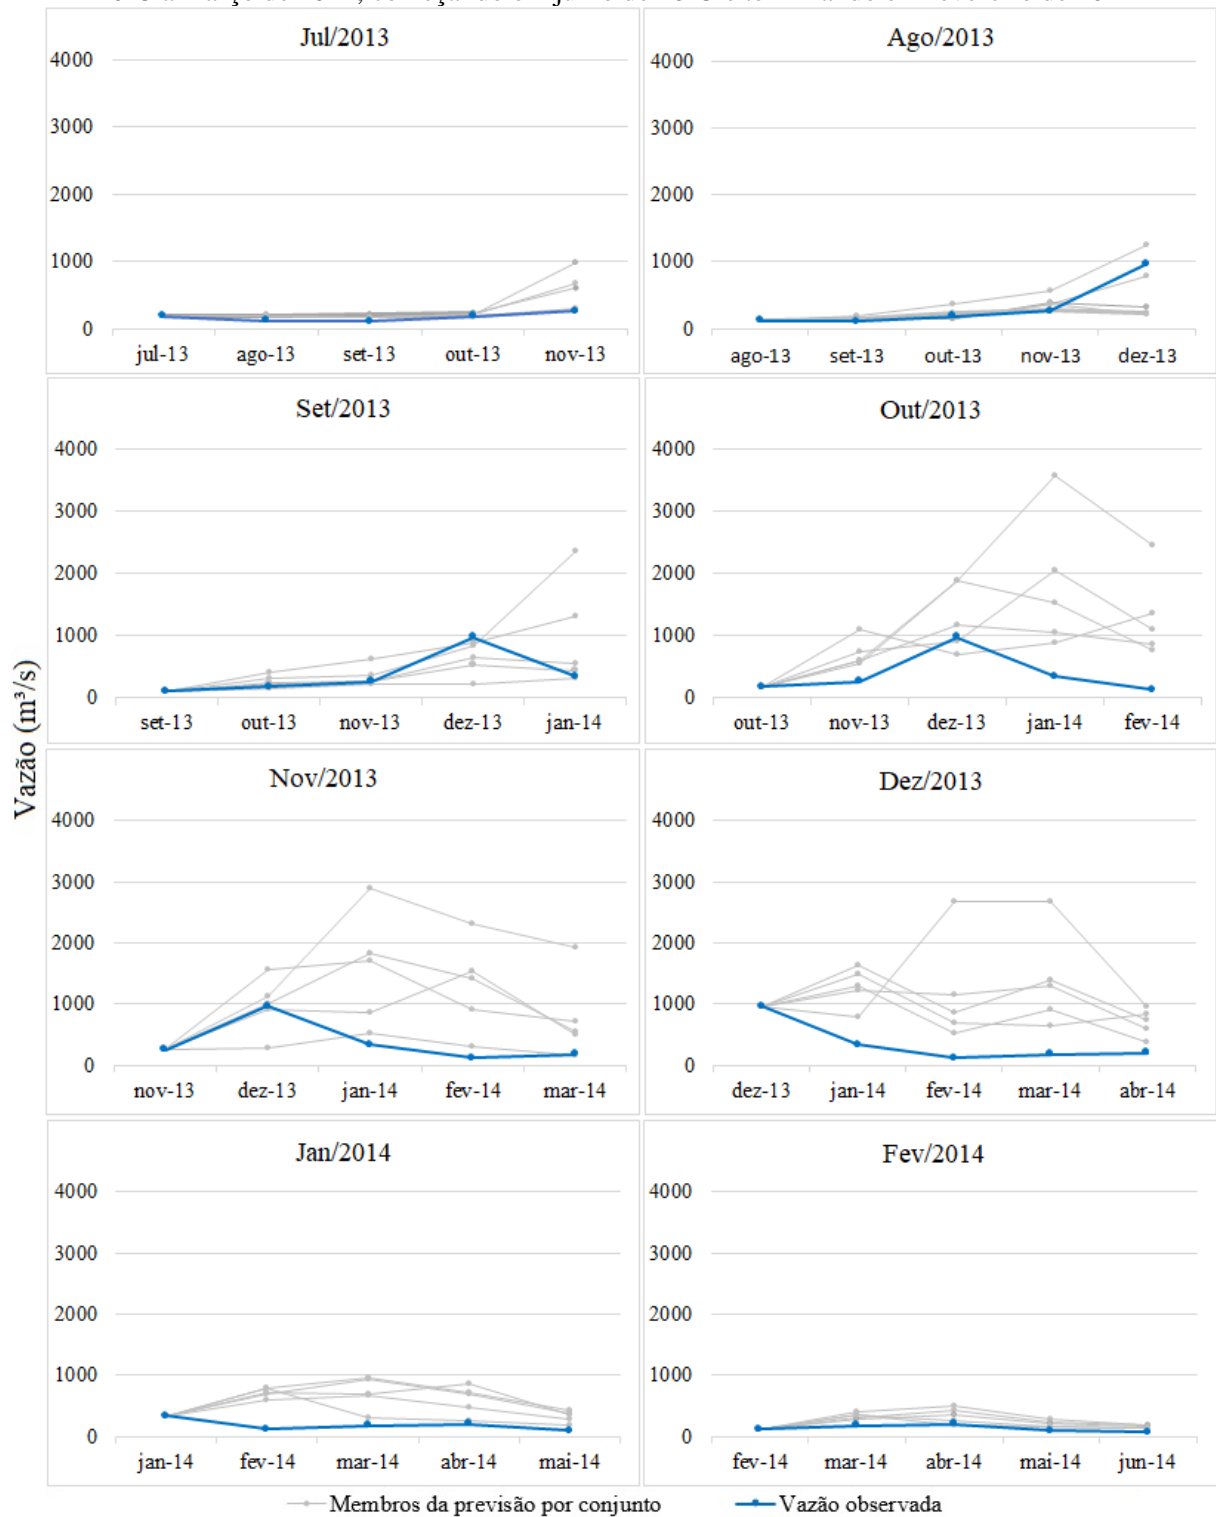 Jul/2013
4000
3000
2000
1000
0
jul-13 ago-13 set-13 out-13 nov-13
Ago/2013
4000
3000
2000
1000
0
ago-13 set-13 out-13 nov-13 dez-13
Vazão (m³/s)
Set/2013
4000
3000
2000
1000
0
set-13 out-13 nov-13 dez-13 jan-14
Out/2013
4000
3000
2000
1000
0
out-13 nov-13 dez-13 jan-14 fev-14
Nov/2013
4000
3000
2000
1000
0
nov-13 dez-13 jan-14 fev-14 mar-14
Dez/2013
4000
3000
2000
1000
0
dez-13 jan-14 fev-14 mar-14 abr-14
Jan/2014
4000
3000
2000
1000
0
jan-14 fev-14 mar-14 abr-14 mai-14
Fev/2014
4000
3000
2000
1000
0
fev-14 mar-14 abr-14 mai-14 jun-14
Membros da previsão por conjunto Vazão observada